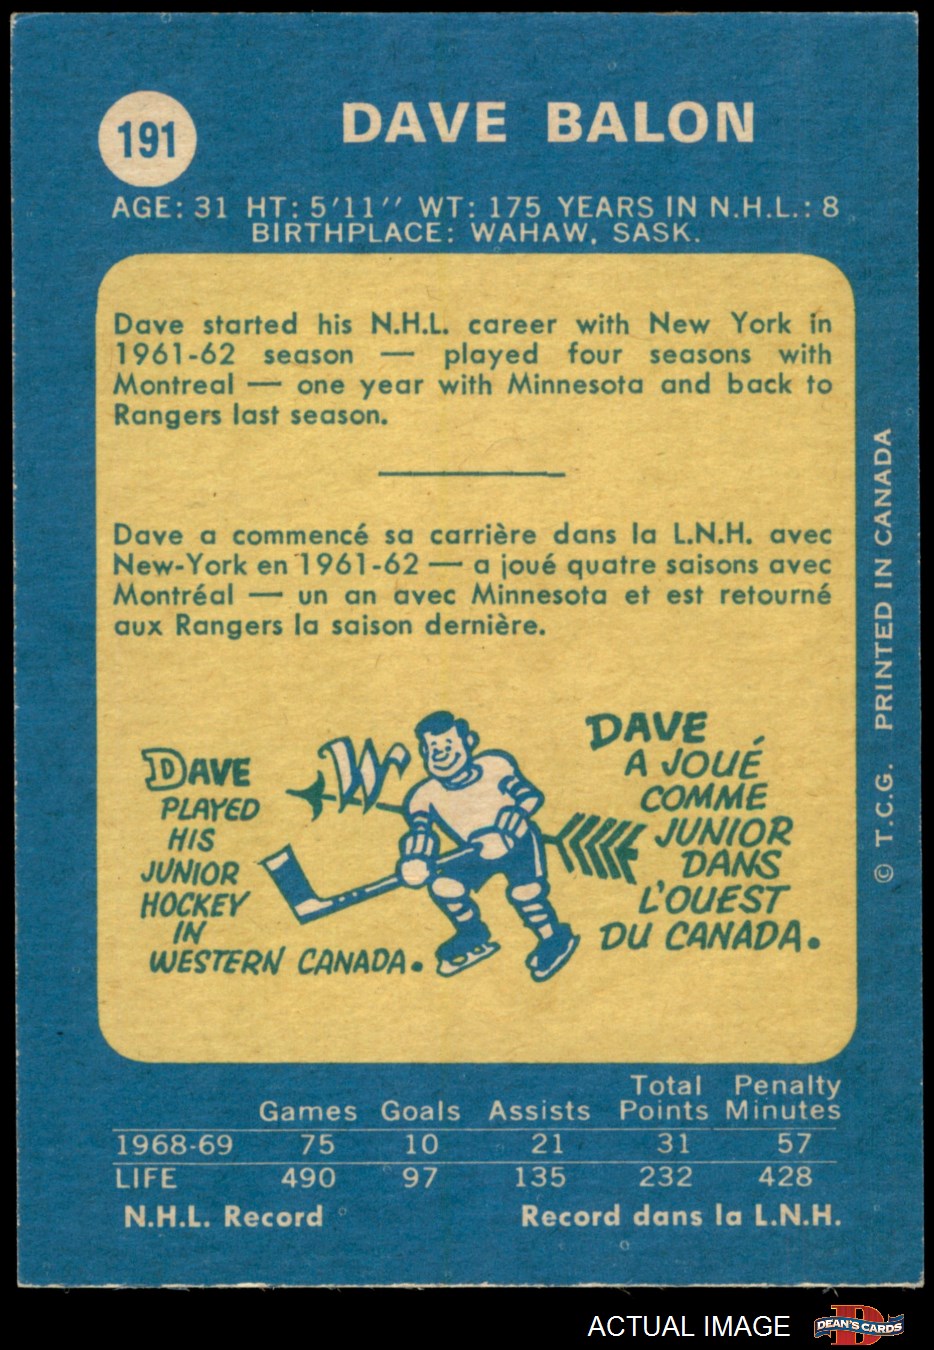 191
DAVE BALON
AGE: 31 HT: 5'11'' WT: 175 YEARS IN N.H.L.: 8
BIRTHPLACE: WAHAW, SASK.
Dave started his N.H.L. career with New York in
1961-62 season — played four seasons with
Montreal — one year with Minnesota and back to
Rangers last season.
Dave a commencé sa carrière dans la L.N.H. avec
New-York en 1961-62 — a joué quatre saisons avec
Montréal — un an avec Minnesota et est retourné
aux Rangers la saison dernière.
DAVE
PLAYED
HIS
JUNIOR
HOCKEY
IN
WESTERN CANADA.
W
DAVE
A JOUÉ
COMME
JUNIOR
DANS
L'OUEST
DU CANADA.
© T.C.G. PRINTED IN CANADA
Total Penalty
Games Goals Assists Points Minutes
1968-69 75 10 21 31 57
LIFE 490 97 135 232 428
N.H.L. Record Record dans la L.N.H.
ACTUAL IMAGE
DEAN'S CARDS